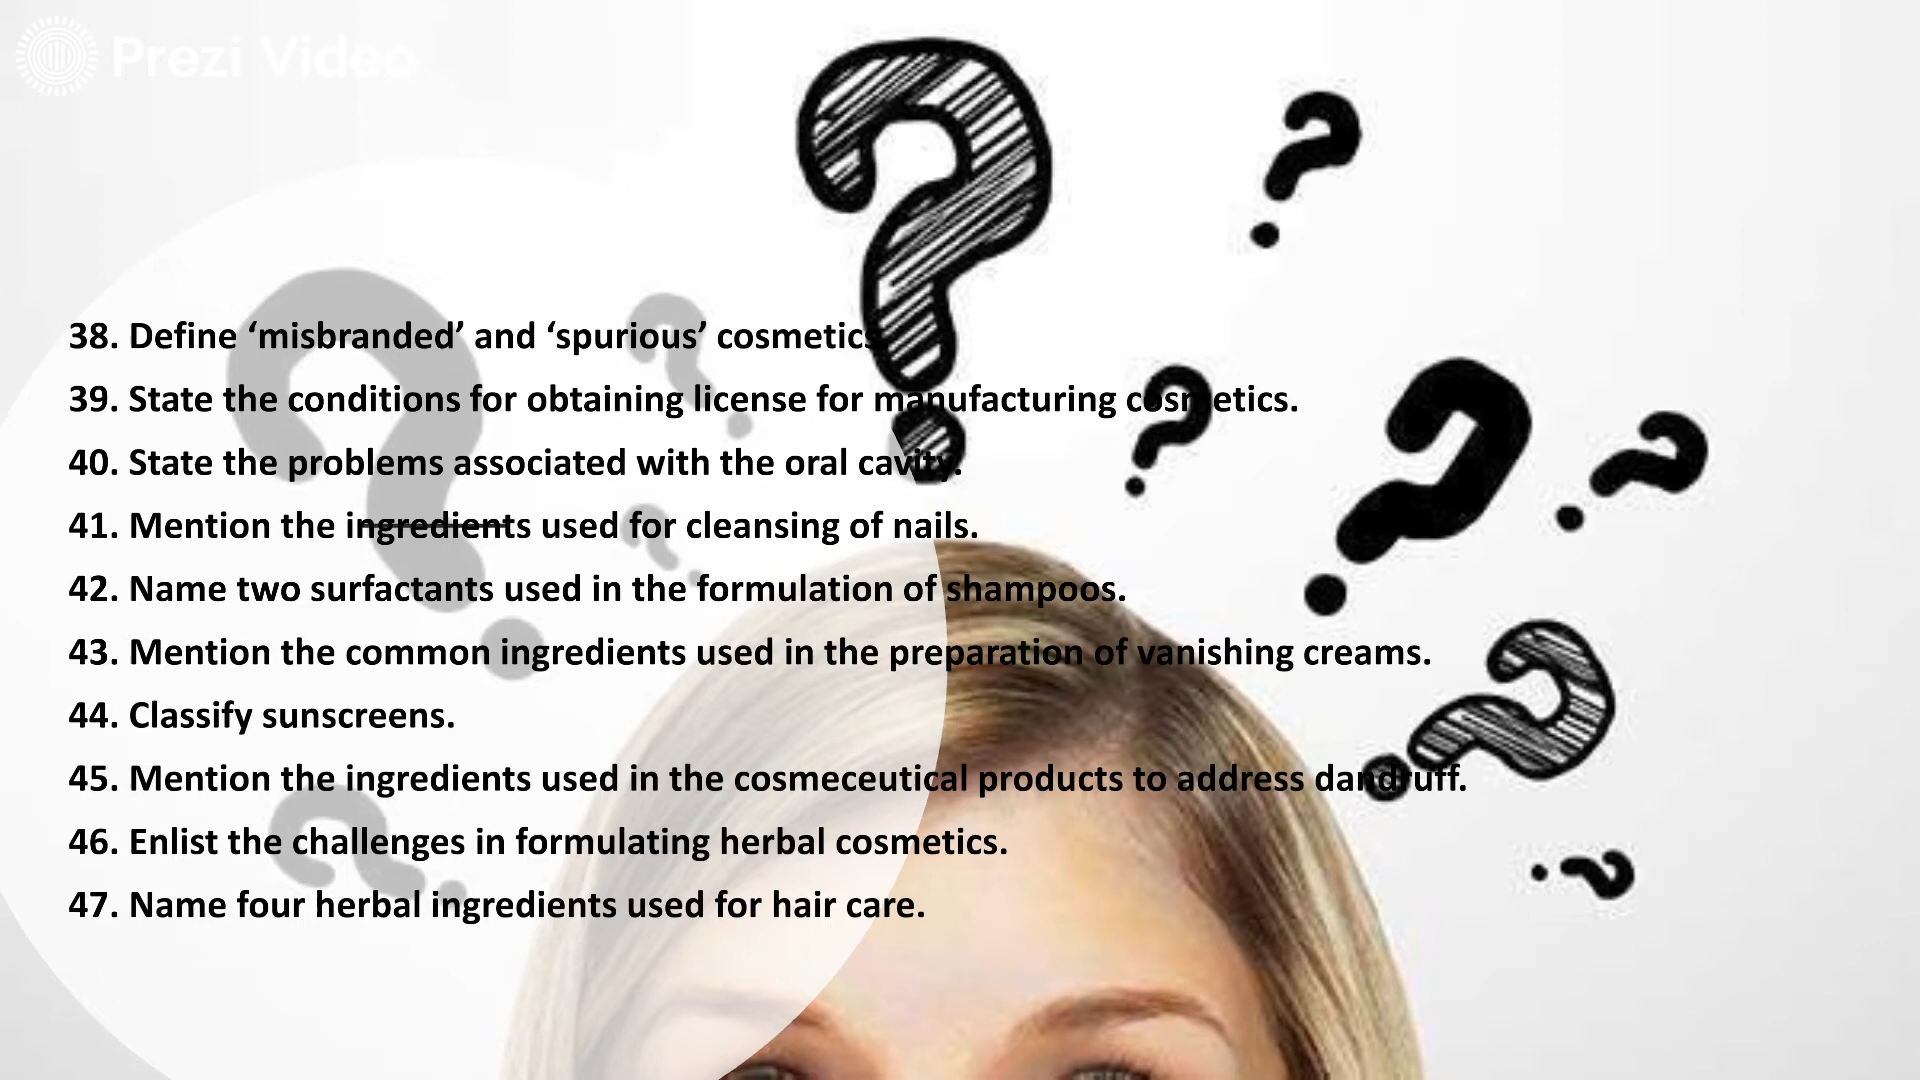 Prezi Video
38. Define ‘misbranded’ and ‘spurious’ cosmetics.
39. State the conditions for obtaining license for manufacturing cosmetics.
40. State the problems associated with the oral cavity.
41. Mention the ingredients used for cleansing of nails.
42. Name two surfactants used in the formulation of shampoos.
43. Mention the common ingredients used in the preparation of vanishing creams.
44. Classify sunscreens.
45. Mention the ingredients used in the cosmeceutical products to address dandruff.
46. Enlist the challenges in formulating herbal cosmetics.
47. Name four herbal ingredients used for hair care.